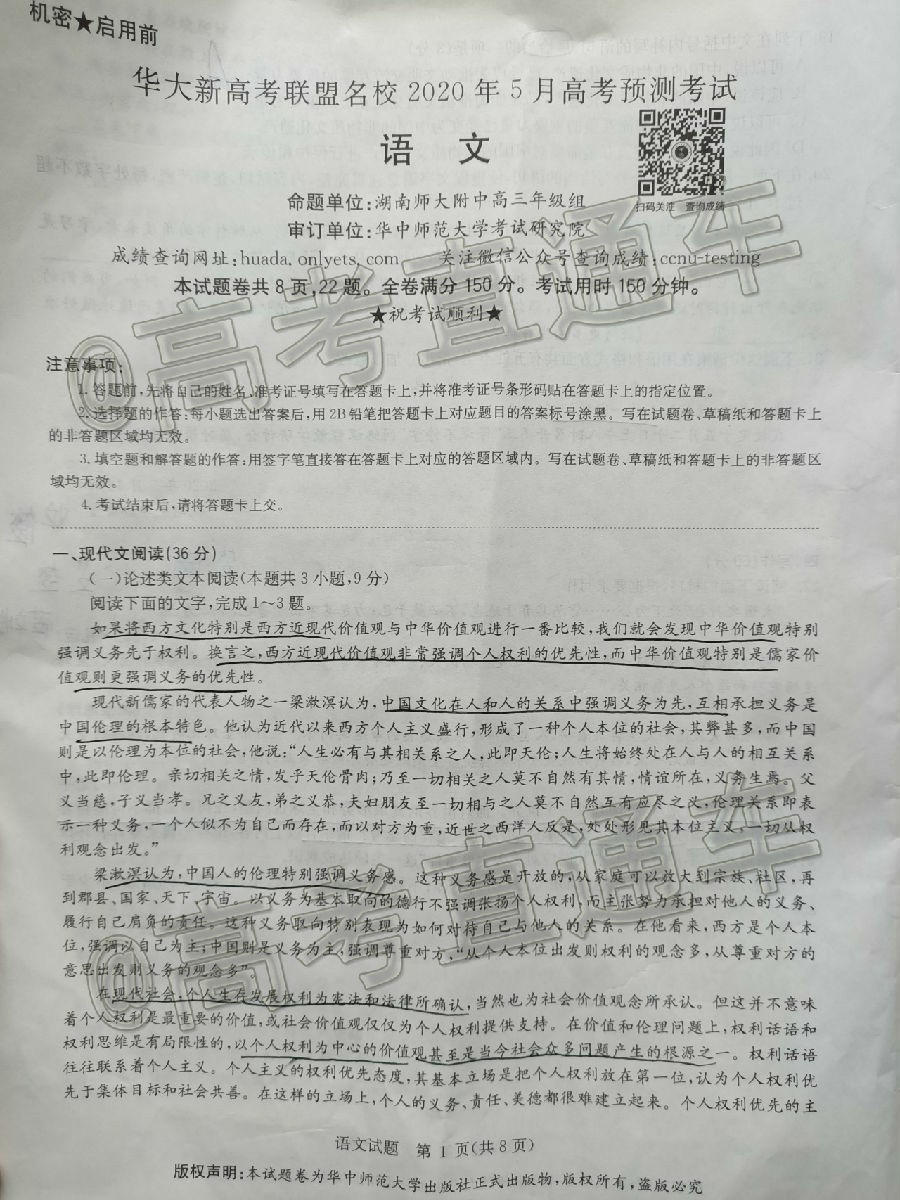 机密★启用前
华大新高考联盟名校2020年5月高考预测考试
语 文
扫码关注 查询成绩
命题单位:湖南师大附中高三年级组
审订单位:华中师范大学考试研究院
成绩查询网址:huada.onlyets.com 关注微信公众号查询成绩:ccnu-testing
本试题卷共8页,22题。全卷满分150分。考试用时150分钟。
★祝考试顺利★
注意事项:
1.答题前,先将自己的姓名、准考证号填写在答题卡上,并将准考证号条形码贴在答题卡上的指定位置。
2.选择题的作答:每小题选出答案后,用2B铅笔把答题卡上对应题目的答案标号涂黑。写在试题卷、草稿纸和答题卡上
的非答题区域均无效。
3.填空题和解答题的作答:用签字笔直接答在答题卡上对应的答题区域内。写在试题卷、草稿纸和答题卡上的非答题区
域均无效。
4.考试结束后,请将答题卡上交。
一、现代文阅读(36分)
(一)论述类文本阅读(本题共3小题,9分)
阅读下面的文字,完成1~3题。
如果将西方文化特别是西方近现代价值观与中华价值观进行一番比较,我们就会发现中华价值观特别
强调义务先于权利。换言之,西方近现代价值观非常强调个人权利的优先性,而中华价值观特别是儒家价
值观则更强调义务的优先性。
现代新儒家的代表人物之一梁漱溟认为,中国文化在人和人的关系中强调义务为先,互相承担义务是
中国伦理的根本特色。他认为近代以来西方个人主义盛行,形成了一种个人本位的社会,其弊甚多,而中国
则是以伦理为本位的社会,他说:“人生必有与其相关系之人,此即天伦;人生将始终处在人与人的相互关系
中,此即伦理。亲切相关之情,发乎天伦骨肉;乃至一切相关之人莫不自然有其情,情谊所在,义务生焉。父
义当慈,子义当孝。兄之义友,弟之义恭,夫妇朋友至一切相与之人莫不自然互有应尽之义,伦理关系即表
示一种义务,一个人似不为自己而存在,而以对方为重,近世之西洋人反是,处处形见其本位主义,一切从权
利观念出发。”
梁漱溟认为,中国人的伦理特别强调义务感。这种义务感是开放的,从家庭可以放大到宗族、社区,再
到郡县、国家、天下、宇宙。以义务为基本取向的德行不强调张扬个人权利,而主张努力承担对他人的义务、
履行自己肩负的责任。这种义务取向特别表现为如何对待自己与他人的关系。在他看来,西方是个人本
位,强调以自己为主;中国则是义务为主,强调尊重对方,“从个人本位出发则权利的观念多,从尊重对方的
意思出发则义务的观念多”。
在现代社会,个人生存发展权利为宪法和法律所确认,当然也为社会价值观念所承认。但这并不意味
着个人权利是最重要的价值,或社会价值观仅仅为个人权利提供支持。在价值和伦理问题上,权利话语和
权利思维是有局限性的,以个人权利为中心的价值观甚至是当今社会众多问题产生的根源之一。权利话语
往往联系着个人主义。个人主义的权利优先态度,其基本立场是把个人权利放在第一位,认为个人权利优
先于集体目标和社会共善。在这样的立场上,个人的义务、责任、美德都很难建立起来。个人权利优先的主
语文试题 第1页(共8页)
版权声明:本试题卷为华中师范大学出版社正式出版物,版权所有,盗版必究
@高考直通车
@高考直通车